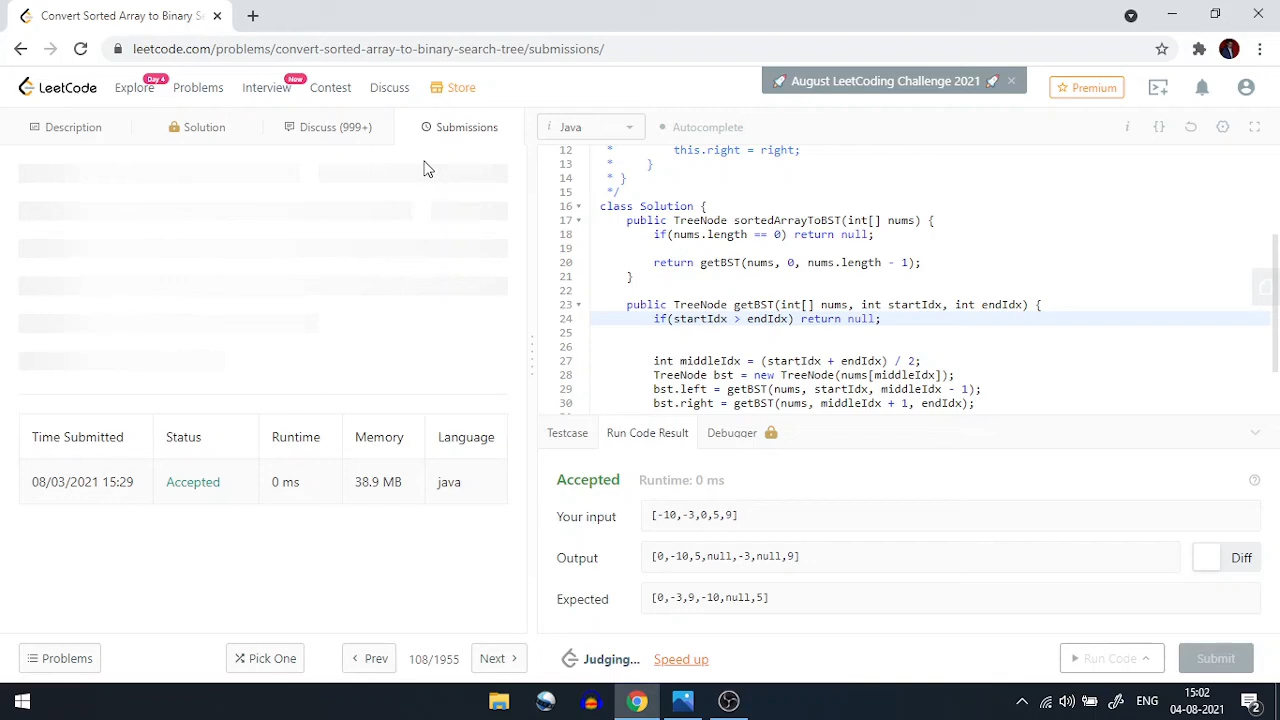 Convert Sorted Array to Binary Se
leetcode.com/problems/convert-sorted-array-to-binary-search-tree/submissions/
LeetCode Explore Day 4 Problems Interview New Contest Discuss Store August LeetCoding Challenge 2021 Premium
Description Solution Discuss (999+) Submissions
i Java Autocomplete
12 * this.right = right;
13 * }
14 * }
15 */
16 class Solution {
17 public TreeNode sortedArrayToBST(int[] nums) {
18 if(nums.length == 0) return null;
19
20 return getBST(nums, 0, nums.length - 1);
21 }
22
23 public TreeNode getBST(int[] nums, int startIdx, int endIdx) {
24 if(startIdx > endIdx) return null;
25
26
27 int middleIdx = (startIdx + endIdx) / 2;
28 TreeNode bst = new TreeNode(nums[middleIdx]);
29 bst.left = getBST(nums, startIdx, middleIdx - 1);
30 bst.right = getBST(nums, middleIdx + 1, endIdx);
Time Submitted Status Runtime Memory Language
08/03/2021 15:29 Accepted 0 ms 38.9 MB java
Testcase Run Code Result Debugger
Accepted Runtime: 0 ms
Your input [-10,-3,0,5,9]
Output [0,-10,5,null,-3,null,9]
Diff
Expected [0,-3,9,-10,null,5]
Problems Pick One Prev 108/1955 Next
Judging... Speed up Run Code Submit
ENG
15:02
04-08-2021
2